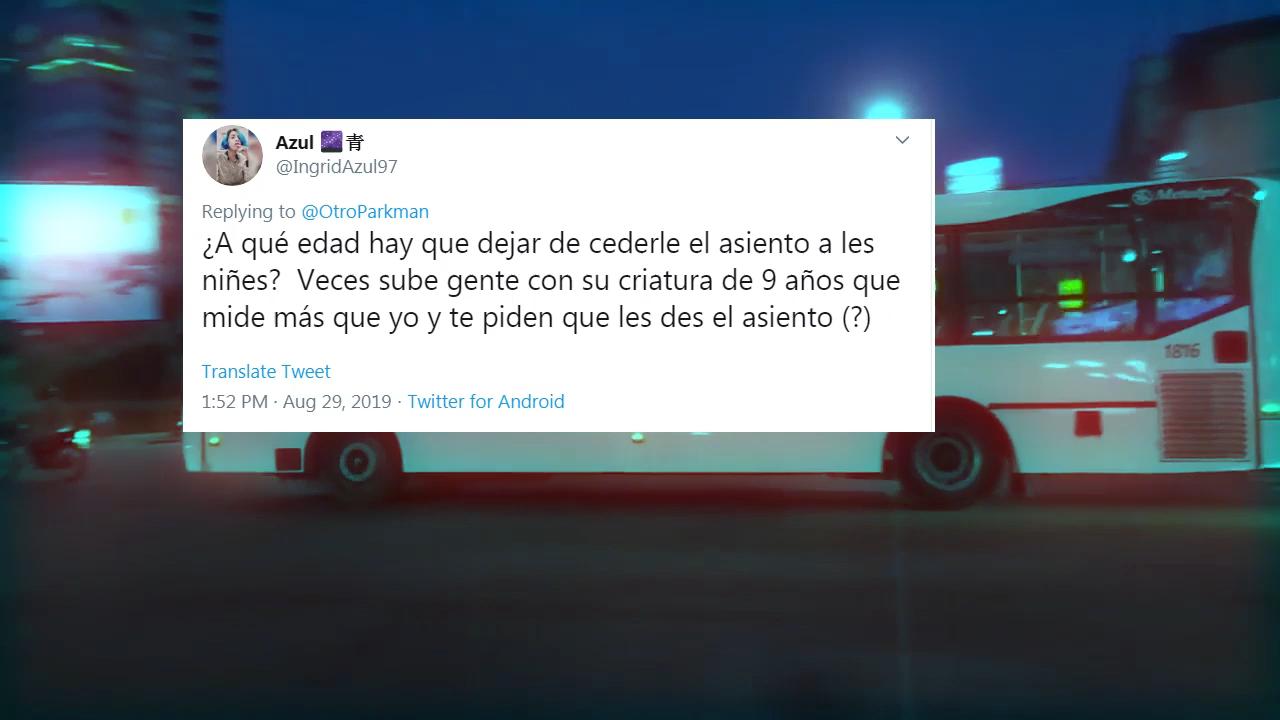 Azul 🌌青
@IngridAzul97
Replying to @OtroParkman
¿A qué edad hay que dejar de cederle el asiento a les
niñes?  Veces sube gente con su criatura de 9 años que
mide más que yo y te piden que les des el asiento (?)
Translate Tweet
1:52 PM · Aug 29, 2019 · Twitter for Android
Metalpar
1816